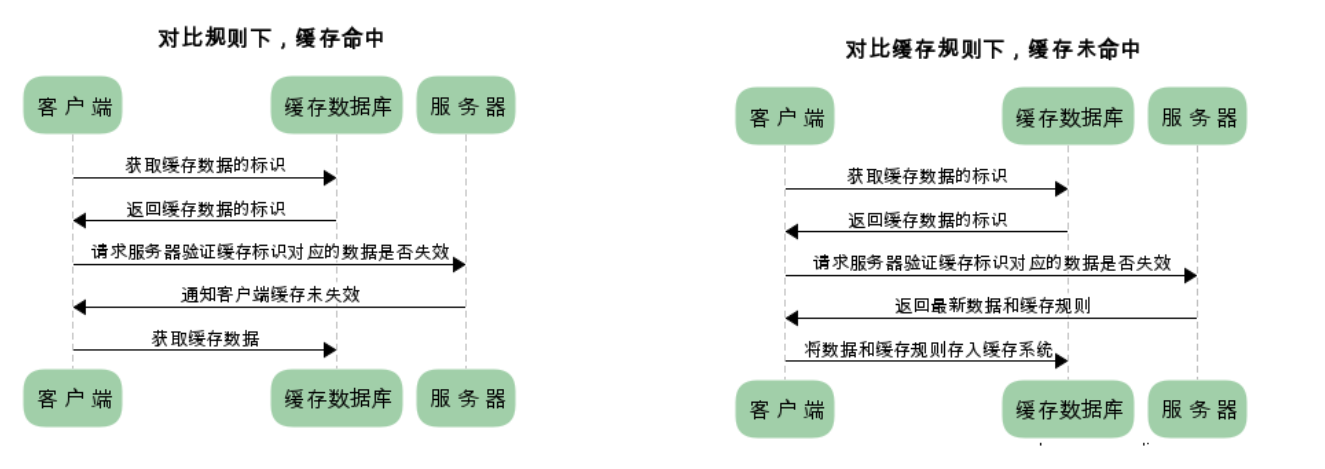 对比规则下，缓存命中
客户端
缓存数据库
服务器
获取缓存数据的标识
返回缓存数据的标识
请求服务器验证缓存标识对应的数据是否失效
通知客户端缓存未失效
获取缓存数据
客户端
缓存数据库
服务器
对比缓存规则下，缓存未命中
客户端
缓存数据库
服务器
获取缓存数据的标识
返回缓存数据的标识
请求服务器验证缓存标识对应的数据是否失效
返回最新数据和缓存规则
将数据和缓存规则存入缓存系统
客户端
缓存数据库
服务器